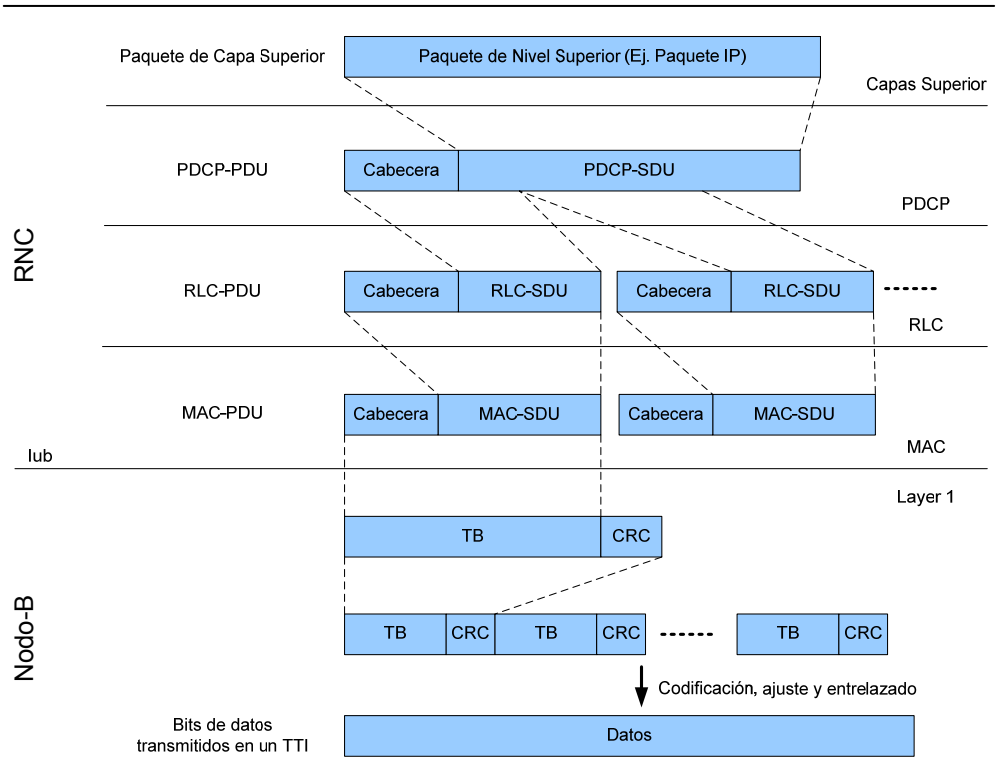 Paquete de Capa Superior
Paquete de Nivel Superior (Ej. Paquete IP)
Capas Superior
PDCP-PDU
Cabecera
PDCP-SDU
PDCP
RNC
RLC-PDU
Cabecera
RLC-SDU
Cabecera
RLC-SDU
RLC
MAC-PDU
Cabecera
MAC-SDU
Cabecera
MAC-SDU
MAC
Iub
Layer 1
TB
CRC
Nodo-B
TB
CRC
TB
CRC
TB
CRC
Codificación, ajuste y entrelazado
Bits de datos
transmitidos en un TTI
Datos